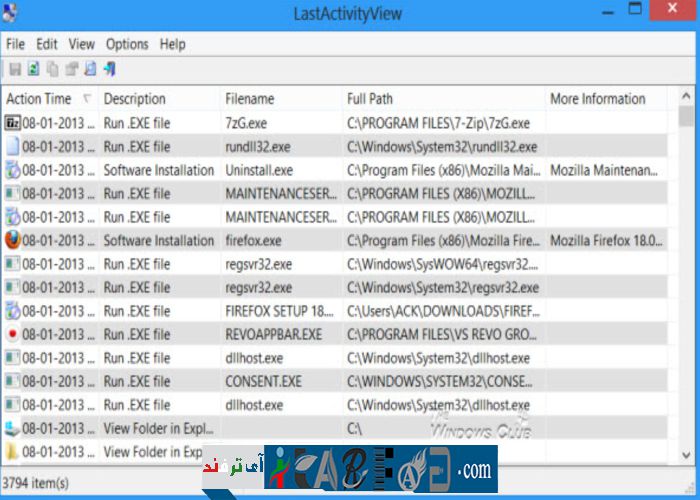 LastActivityView
File Edit View Options Help
Action Time Description Filename Full Path More Information
08-01-2013 ... Run .EXE file 7zG.exe C:\PROGRAM FILES\7-Zip\7zG.exe
08-01-2013 ... Run .EXE file rundll32.exe C:\Windows\System32\rundll32.exe
08-01-2013 ... Software Installation Uninstall.exe C:\Program Files (x86)\Mozilla Mai... Mozilla Maintenan...
08-01-2013 ... Run .EXE file MAINTENANCESER... C:\PROGRAM FILES (X86)\MOZILL...
08-01-2013 ... Run .EXE file MAINTENANCESER... C:\PROGRAM FILES (X86)\MOZILL...
08-01-2013 ... Software Installation firefox.exe C:\Program Files (x86)\Mozilla Fire... Mozilla Firefox 18.0...
08-01-2013 ... Run .EXE file regsvr32.exe C:\Windows\SysWOW64\regsvr32....
08-01-2013 ... Run .EXE file regsvr32.exe C:\Windows\System32\regsvr32.exe
08-01-2013 ... Run .EXE file FIREFOX SETUP 18.... C:\Users\ACK\DOWNLOADS\FIREF...
08-01-2013 ... Run .EXE file REVOAPPBAR.EXE C:\PROGRAM FILES\VS REVO GRO...
08-01-2013 ... Run .EXE file dllhost.exe C:\Windows\System32\dllhost.exe
08-01-2013 ... Run .EXE file CONSENT.EXE C:\WINDOWS\SYSTEM32\CONSE...
08-01-2013 ... Run .EXE file dllhost.exe C:\Windows\System32\dllhost.exe
08-01-2013 ... View Folder in Expl... C:\
THE WINDOWS CLUB
08-01-2013 ... View Folder in Expl...
آی ترفند
.com
3794 item(s)